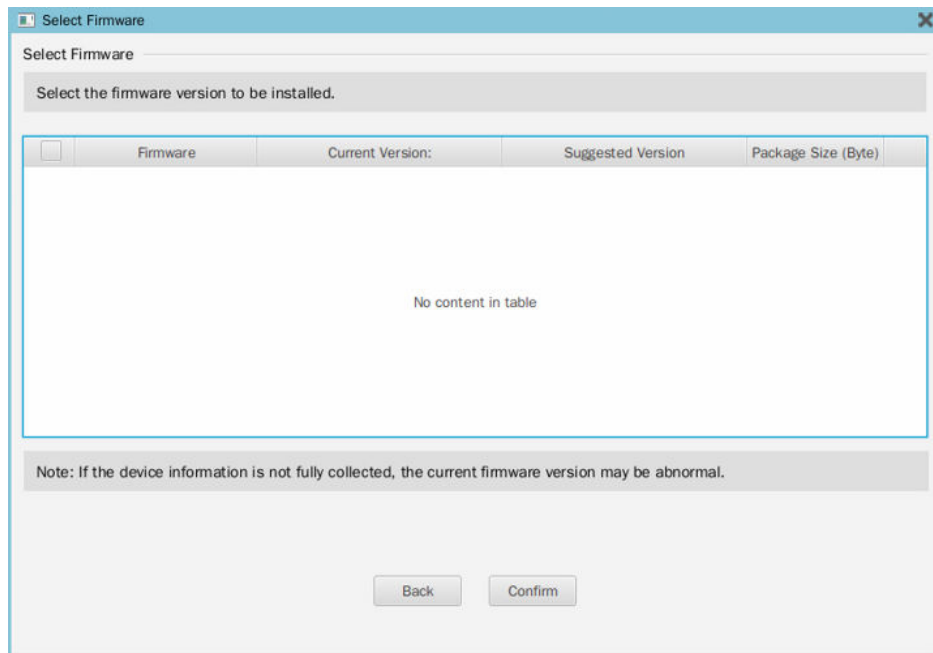 Select Firmware
Select Firmware
Select the firmware version to be installed.
Firmware Current Version: Suggested Version Package Size (Byte)
No content in table
Note: If the device information is not fully collected, the current firmware version may be abnormal.
Back Confirm